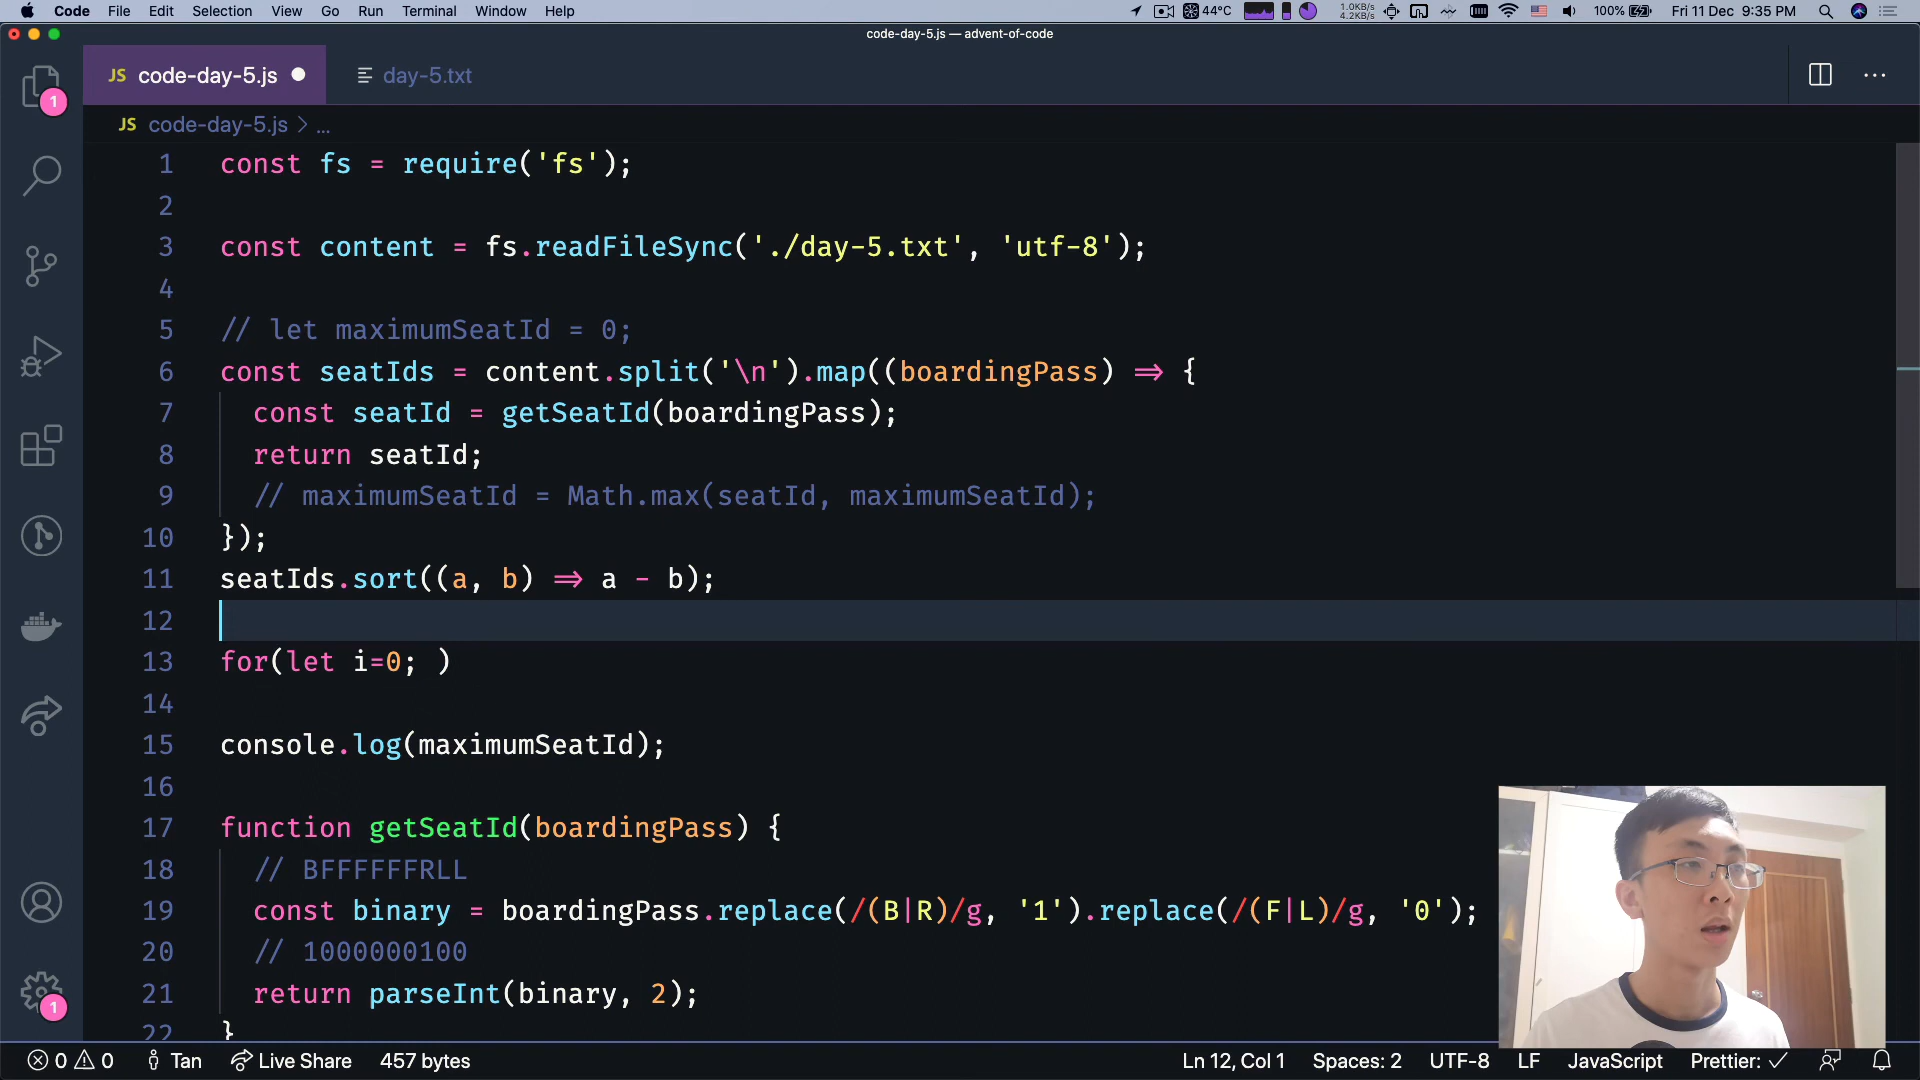 Code File Edit Selection View Go Run Terminal Window Help 44°C 1.0KB/s 4.2KB/s 100% Fri 11 Dec 9:35 PM
code-day-5.js — advent-of-code
JS code-day-5.js day-5.txt
1
JS code-day-5.js > ...
1 const fs = require('fs');
2
3 const content = fs.readFileSync('./day-5.txt', 'utf-8');
4
5 // let maximumSeatId = 0;
6 const seatIds = content.split('\n').map((boardingPass) => {
7 const seatId = getSeatId(boardingPass);
8 return seatId;
9 // maximumSeatId = Math.max(seatId, maximumSeatId);
10 });
11 seatIds.sort((a, b) => a - b);
12
13 for(let i=0; )
14
15 console.log(maximumSeatId);
16
17 function getSeatId(boardingPass) {
18 // BFFFFFFRLL
19 const binary = boardingPass.replace(/(B|R)/g, '1').replace(/(F|L)/g, '0');
20 // 1000000100
21 return parseInt(binary, 2);
22 }
1
0 0 Tan Live Share 457 bytes Ln 12, Col 1 Spaces: 2 UTF-8 LF JavaScript Prettier: ✓